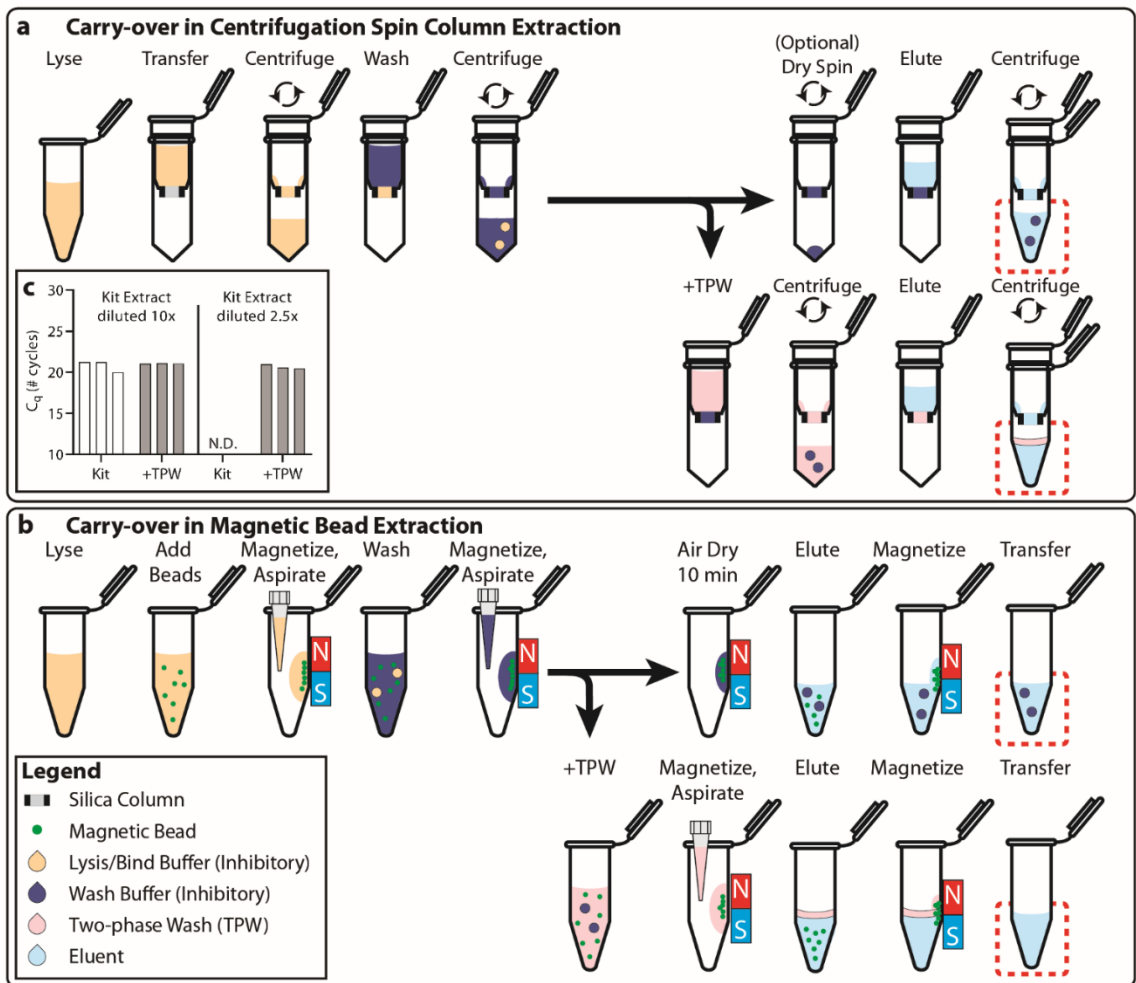 a Carry-over in Centrifugation Spin Column Extraction
Lyse
Transfer
Centrifuge
Wash
Centrifuge
(Optional)
Dry Spin
Elute
Centrifuge
+TPW
Centrifuge
Elute
Centrifuge
c
Kit Extract
diluted 10x
Kit Extract
diluted 2.5x
Cq (# cycles)
30
25
20
15
10
N.D.
Kit
+TPW
Kit
+TPW
b Carry-over in Magnetic Bead Extraction
Lyse
Add
Beads
Magnetize,
Aspirate
Wash
Magnetize,
Aspirate
Air Dry
10 min
Elute
Magnetize
Transfer
N
S
N
S
N
S
N
S
+TPW
Magnetize,
Aspirate
Elute
Magnetize
Transfer
N
S
N
S
Legend
Silica Column
Magnetic Bead
Lysis/Bind Buffer (Inhibitory)
Wash Buffer (Inhibitory)
Two-phase Wash (TPW)
Eluent